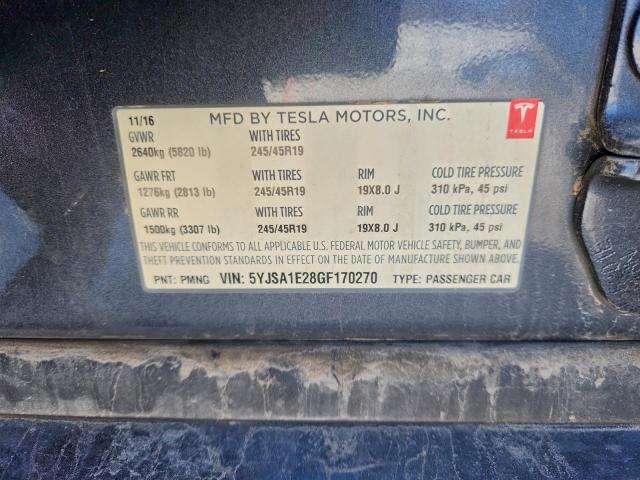 11/16 MFD BY TESLA MOTORS, INC.
GVWR WITH TIRES
2640kg (5820 lb) 245/45R19
GAWR FRT WITH TIRES RIM COLD TIRE PRESSURE
1276kg (2813 lb) 245/45R19 19X8.0 J 310 kPa, 45 psi
GAWR RR WITH TIRES RIM COLD TIRE PRESSURE
1500kg (3307 lb) 245/45R19 19X8.0 J 310 kPa, 45 psi
THIS VEHICLE CONFORMS TO ALL APPLICABLE U.S. FEDERAL MOTOR VEHICLE SAFETY, BUMPER, AND
THEFT PREVENTION STANDARDS IN EFFECT ON THE DATE OF MANUFACTURE SHOWN ABOVE.
PNT: PMNG VIN: 5YJSA1E28GF170270 TYPE: PASSENGER CAR
TESLA